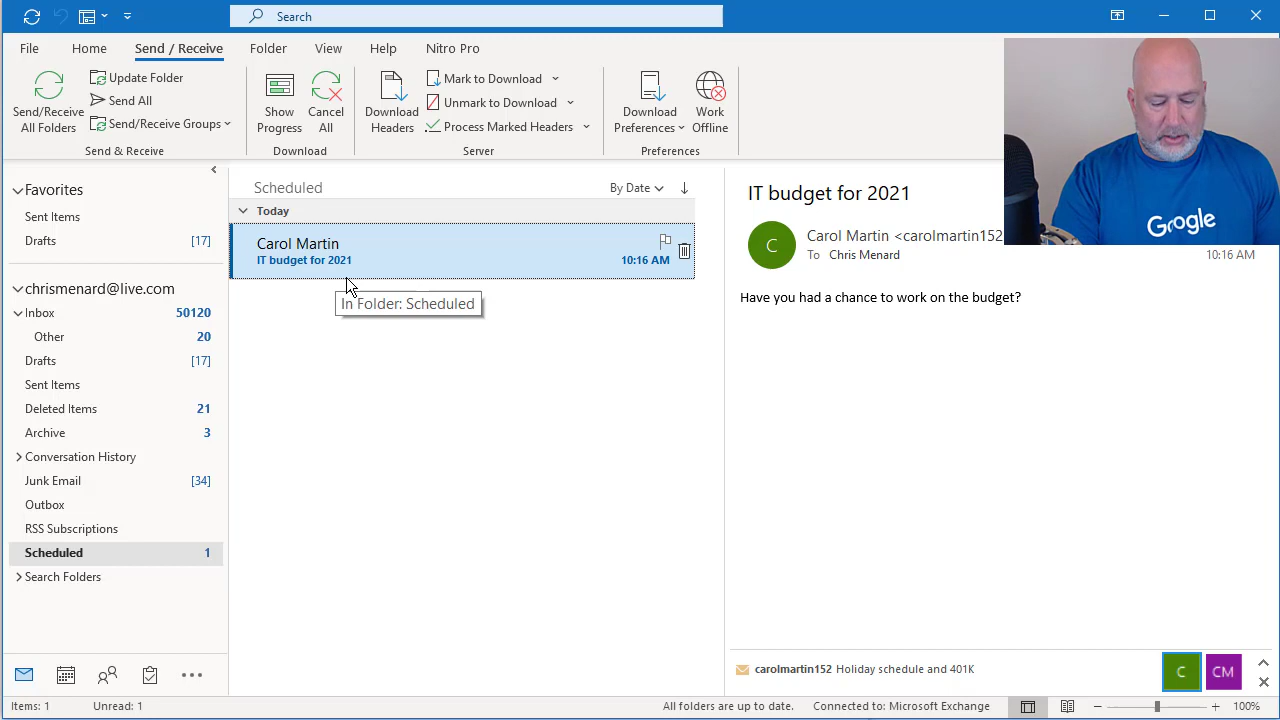 Search
File Home Send / Receive Folder View Help Nitro Pro
Send/Receive
All Folders
Update Folder
Send All
Send/Receive Groups
Send & Receive
Show
Progress
Cancel
All
Download
Download
Headers
Mark to Download
Unmark to Download
Process Marked Headers
Server
Download
Preferences
Work
Offline
Preferences
Google
Favorites
Sent Items
Drafts [17]
chrismenard@live.com
Inbox 50120
Other 20
Drafts [17]
Sent Items
Deleted Items 21
Archive 3
Conversation History
Junk Email [34]
Outbox
RSS Subscriptions
Scheduled 1
Search Folders
Scheduled By Date
Today
Carol Martin
IT budget for 2021 10:16 AM
In Folder: Scheduled
IT budget for 2021
C
Carol Martin <carolmartin152
To Chris Menard 10:16 AM
Have you had a chance to work on the budget?
carolmartin152 Holiday schedule and 401K
C CM
Items: 1 Unread: 1 All folders are up to date. Connected to: Microsoft Exchange 100%